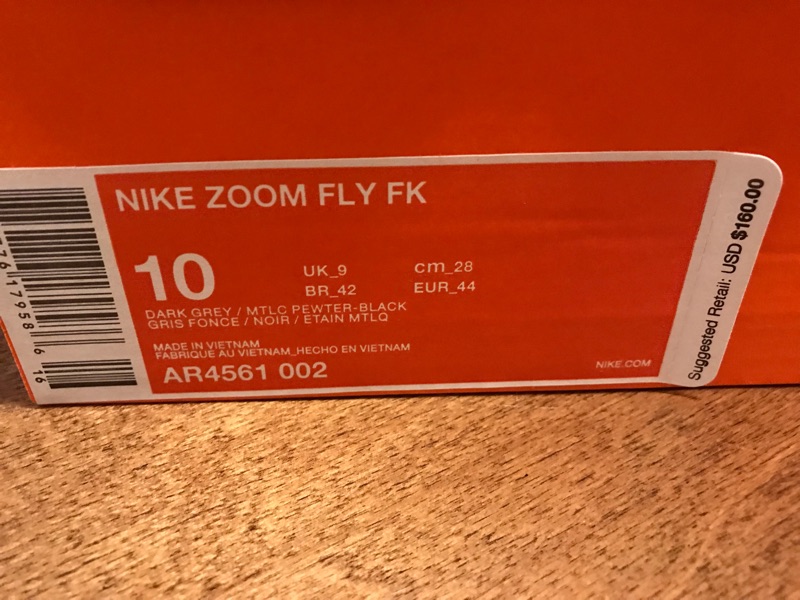 NIKE ZOOM FLY FK
10
UK_9 cm_28
BR_42 EUR_44
DARK GREY / MTLC PEWTER-BLACK
GRIS FONCE / NOIR / ETAIN MTLQ
MADE IN VIETNAM
FABRIQUE AU VIETNAM_HECHO EN VIETNAM
AR4561 002
NIKE.COM
Suggested Retail: USD $160.00